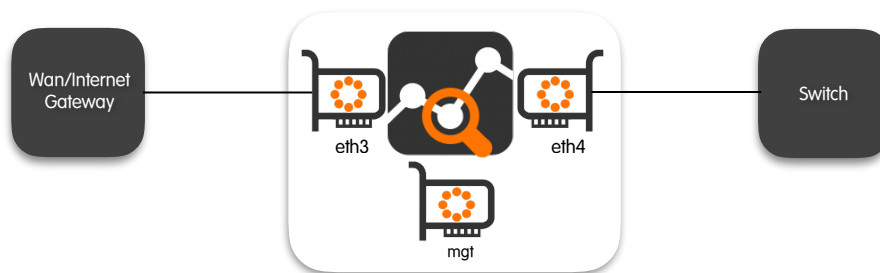 Wan/Internet
Gateway
eth3
eth4
Switch
mgt